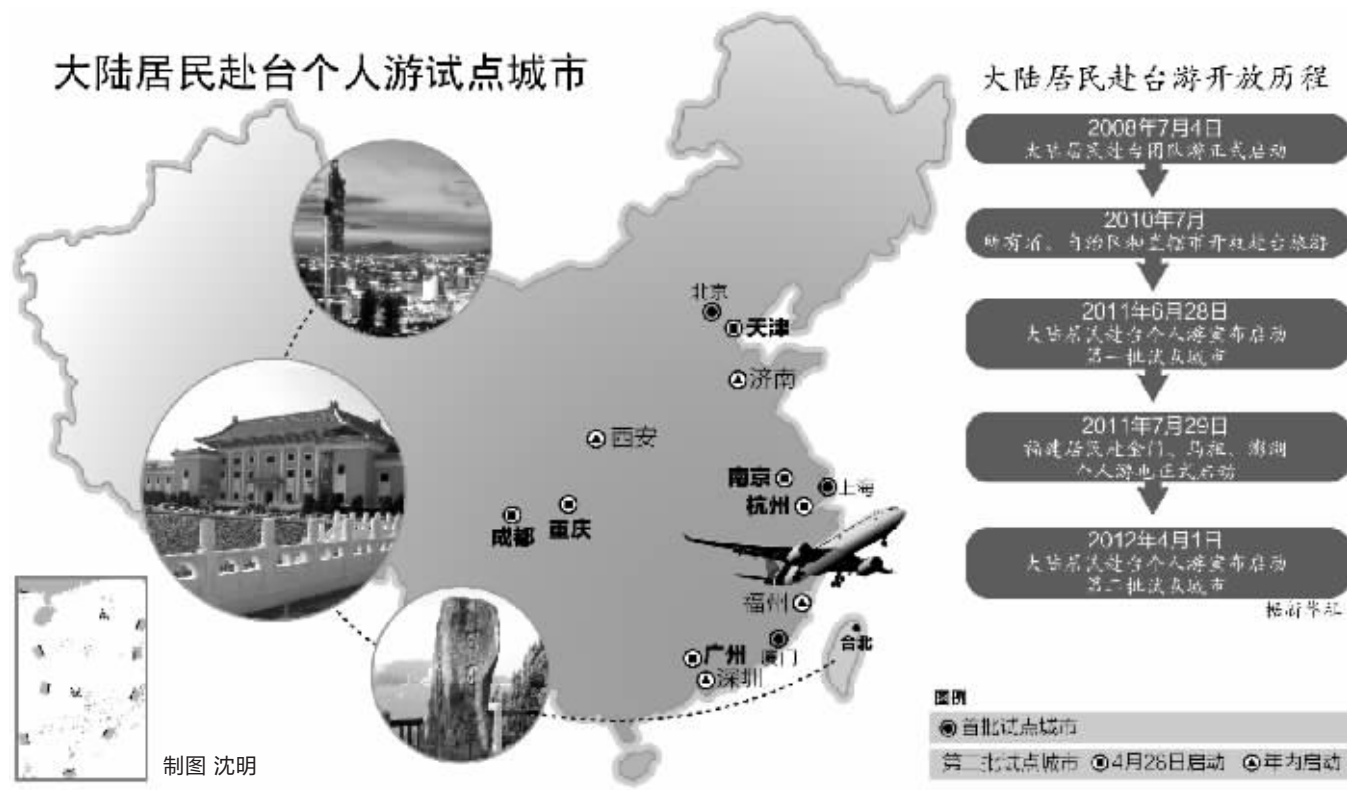 大陆居民赴台个人游试点城市
大陆居民赴台游开放历程
2008年7月4日
大陆居民赴台团队游正式启动
2010年7月
所有省、自治区和直辖市开放赴台旅游
2011年6月28日
大陆居民赴台个人游宣布启动
第一批试点城市
2011年7月29日
福建居民赴金门、马祖、澎湖
个人游也正式启动
2012年4月1日
大陆居民赴台个人游宣布启动
第二批试点城市
据新华社
北京
天津
济南
西安
南京
上海
杭州
成都
重庆
福州
厦门
台北
广州
深圳
图例
首批试点城市
第二批试点城市 4月28日启动 年内启动
制图 沈明